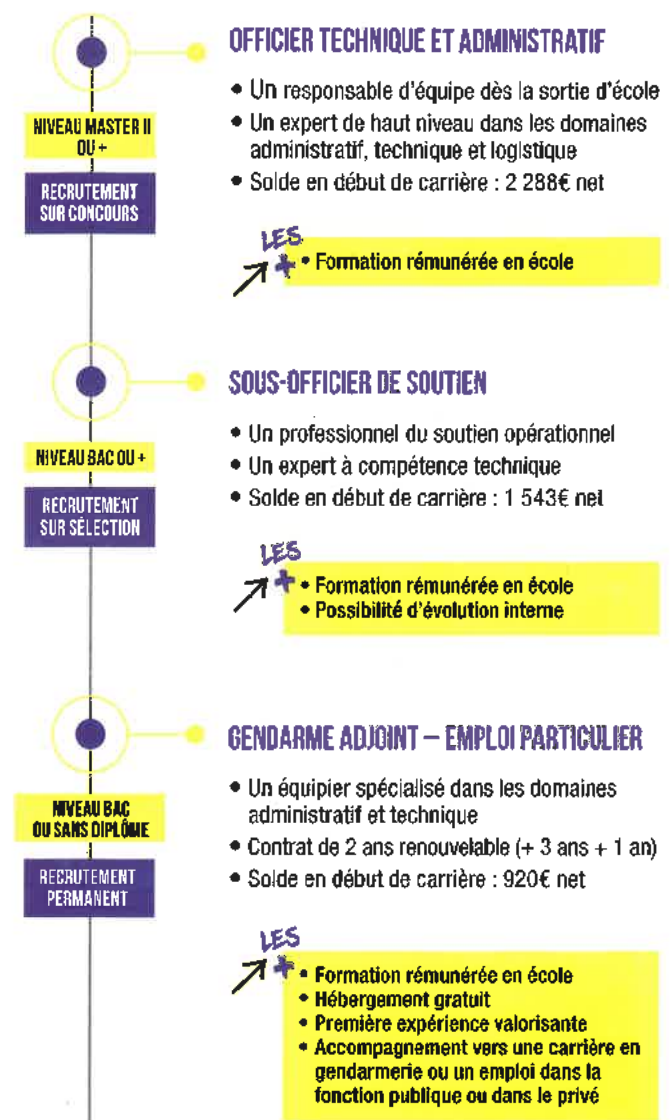 OFFICIER TECHNIQUE ET ADMINISTRATIF
• Un responsable d'équipe dès la sortie d'école
• Un expert de haut niveau dans les domaines
administratif, technique et logistique
• Solde en début de carrière : 2 288€ net
NIVEAU MASTER II
OU +
RECRUTEMENT
SUR CONCOURS
LES
+ • Formation rémunérée en école
SOUS-OFFICIER DE SOUTIEN
• Un professionnel du soutien opérationnel
• Un expert à compétence technique
• Solde en début de carrière : 1 543€ net
NIVEAU BAC OU +
RECRUTEMENT
SUR SÉLECTION
LES
+ • Formation rémunérée en école
• Possibilité d'évolution interne
GENDARME ADJOINT – EMPLOI PARTICULIER
• Un équipier spécialisé dans les domaines
administratif et technique
• Contrat de 2 ans renouvelable (+ 3 ans + 1 an)
• Solde en début de carrière : 920€ net
NIVEAU BAC
OU SANS DIPLÔME
RECRUTEMENT
PERMANENT
LES
+ • Formation rémunérée en école
• Hébergement gratuit
• Première expérience valorisante
• Accompagnement vers une carrière en
gendarmerie ou un emploi dans la
fonction publique ou dans le privé